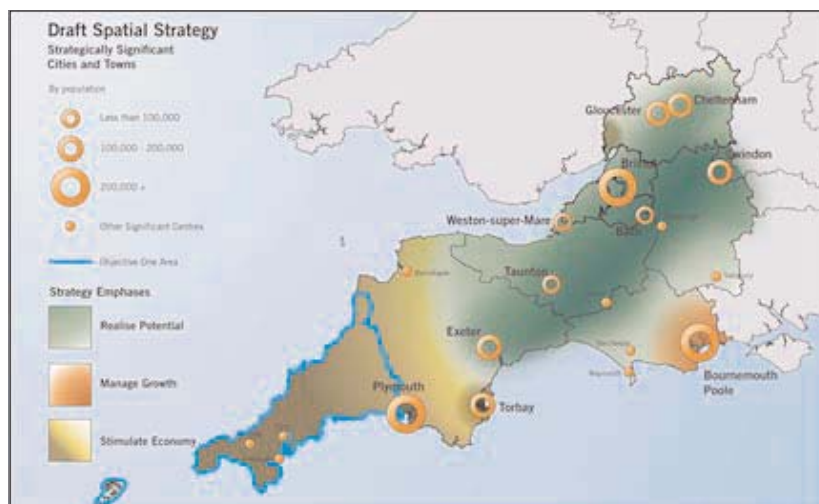 Draft Spatial Strategy
Strategically Significant
Cities and Towns
By population
Less than 100,000
100,000 - 200,000
200,000 +
Other Significant Centres
Objective One Area
Strategy Emphases
Realise Potential
Manage Growth
Stimulate Economy
Gloucester
Cheltenham
Swindon
Weston-super-Mare
Bath
Taunton
Exeter
Plymouth
Torbay
Bournemouth
Poole